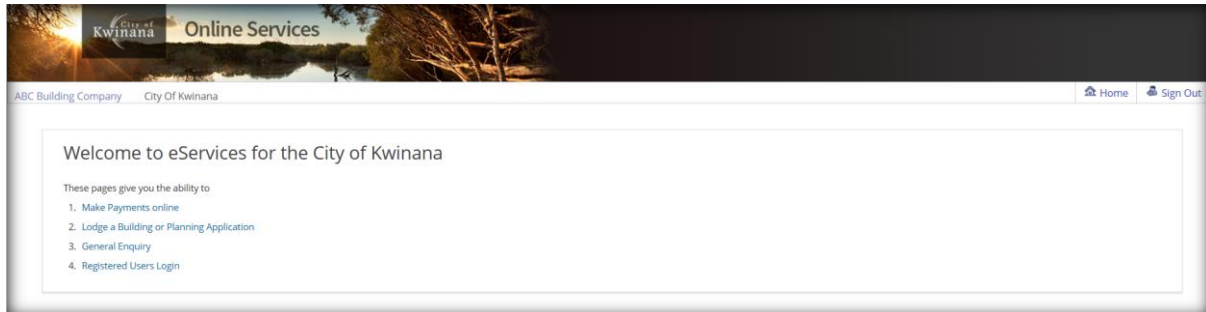 City of
Kwinana
Online Services
ABC Building Company City Of Kwinana
Home Sign Out
Welcome to eServices for the City of Kwinana
These pages give you the ability to
1. Make Payments online
2. Lodge a Building or Planning Application
3. General Enquiry
4. Registered Users Login